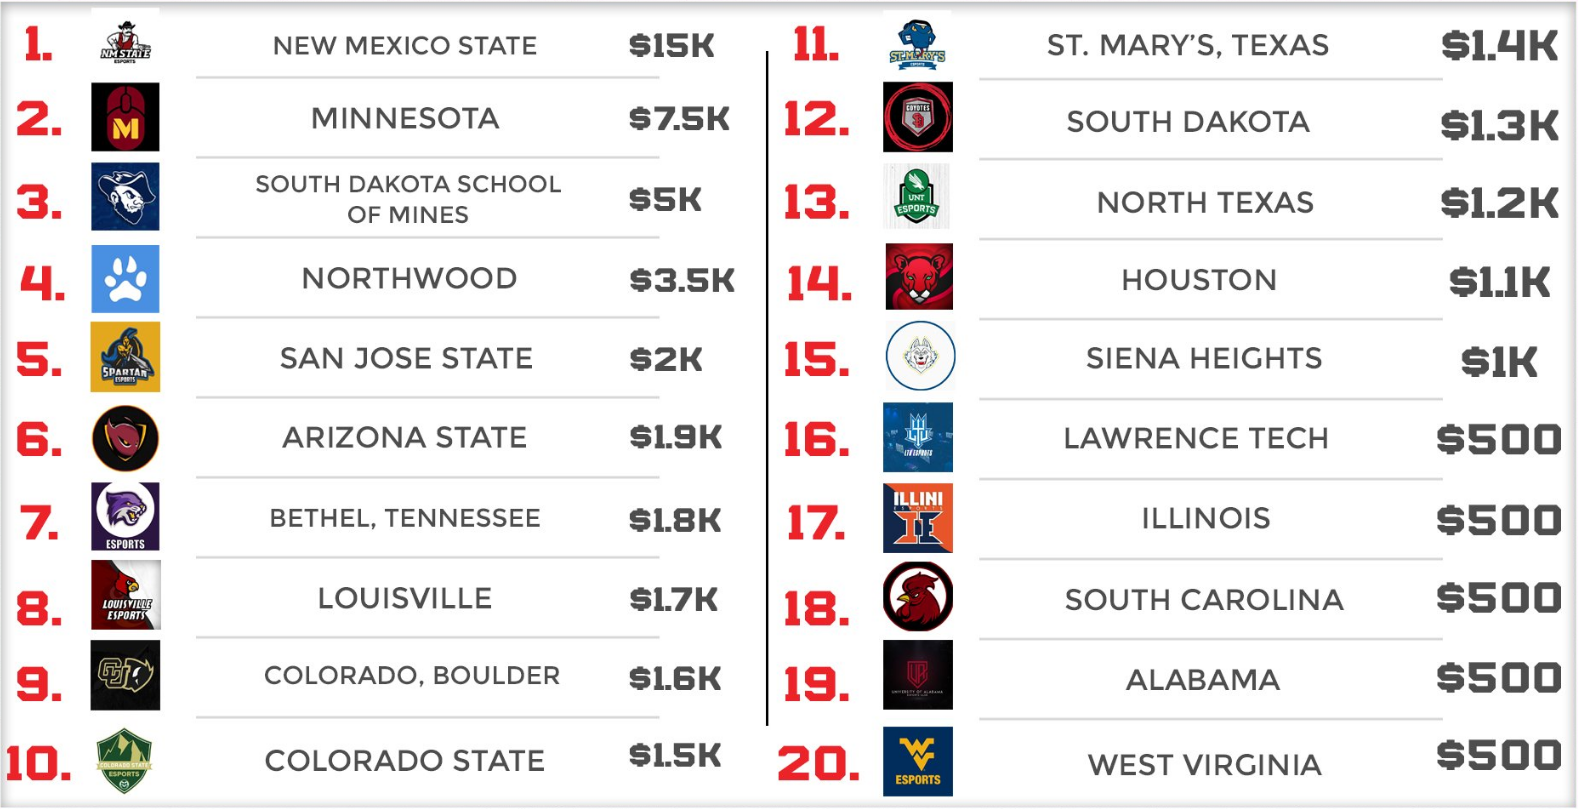 1.
NM STATE
ESPORTS
NEW MEXICO STATE
$15K
2.
M
MINNESOTA
$7.5K
3.
SOUTH DAKOTA SCHOOL
OF MINES
$5K
4.
NORTHWOOD
$3.5K
5.
SPARTAN
ESPORTS
SAN JOSE STATE
$2K
6.
ARIZONA STATE
$1.9K
7.
ESPORTS
BETHEL, TENNESSEE
$1.8K
8.
LOUISVILLE
ESPORTS
LOUISVILLE
$1.7K
9.
CU
COLORADO, BOULDER
$1.6K
10.
COLORADO STATE
ESPORTS
COLORADO STATE
$1.5K
11.
ST. MARY'S
ESPORTS
ST. MARY'S, TEXAS
$1.4K
12.
COYOTES
SOUTH DAKOTA
$1.3K
13.
UNT
ESPORTS
NORTH TEXAS
$1.2K
14.
HOUSTON
$1.1K
15.
SIENA HEIGHTS
$1K
16.
LTU
LTU ESPORTS
LAWRENCE TECH
$500
17.
ILLINI
ESPORTS
IE
ILLINOIS
$500
18.
SOUTH CAROLINA
$500
19.
UNIVERSITY OF ALABAMA
ALABAMA
$500
20.
WV
ESPORTS
WEST VIRGINIA
$500